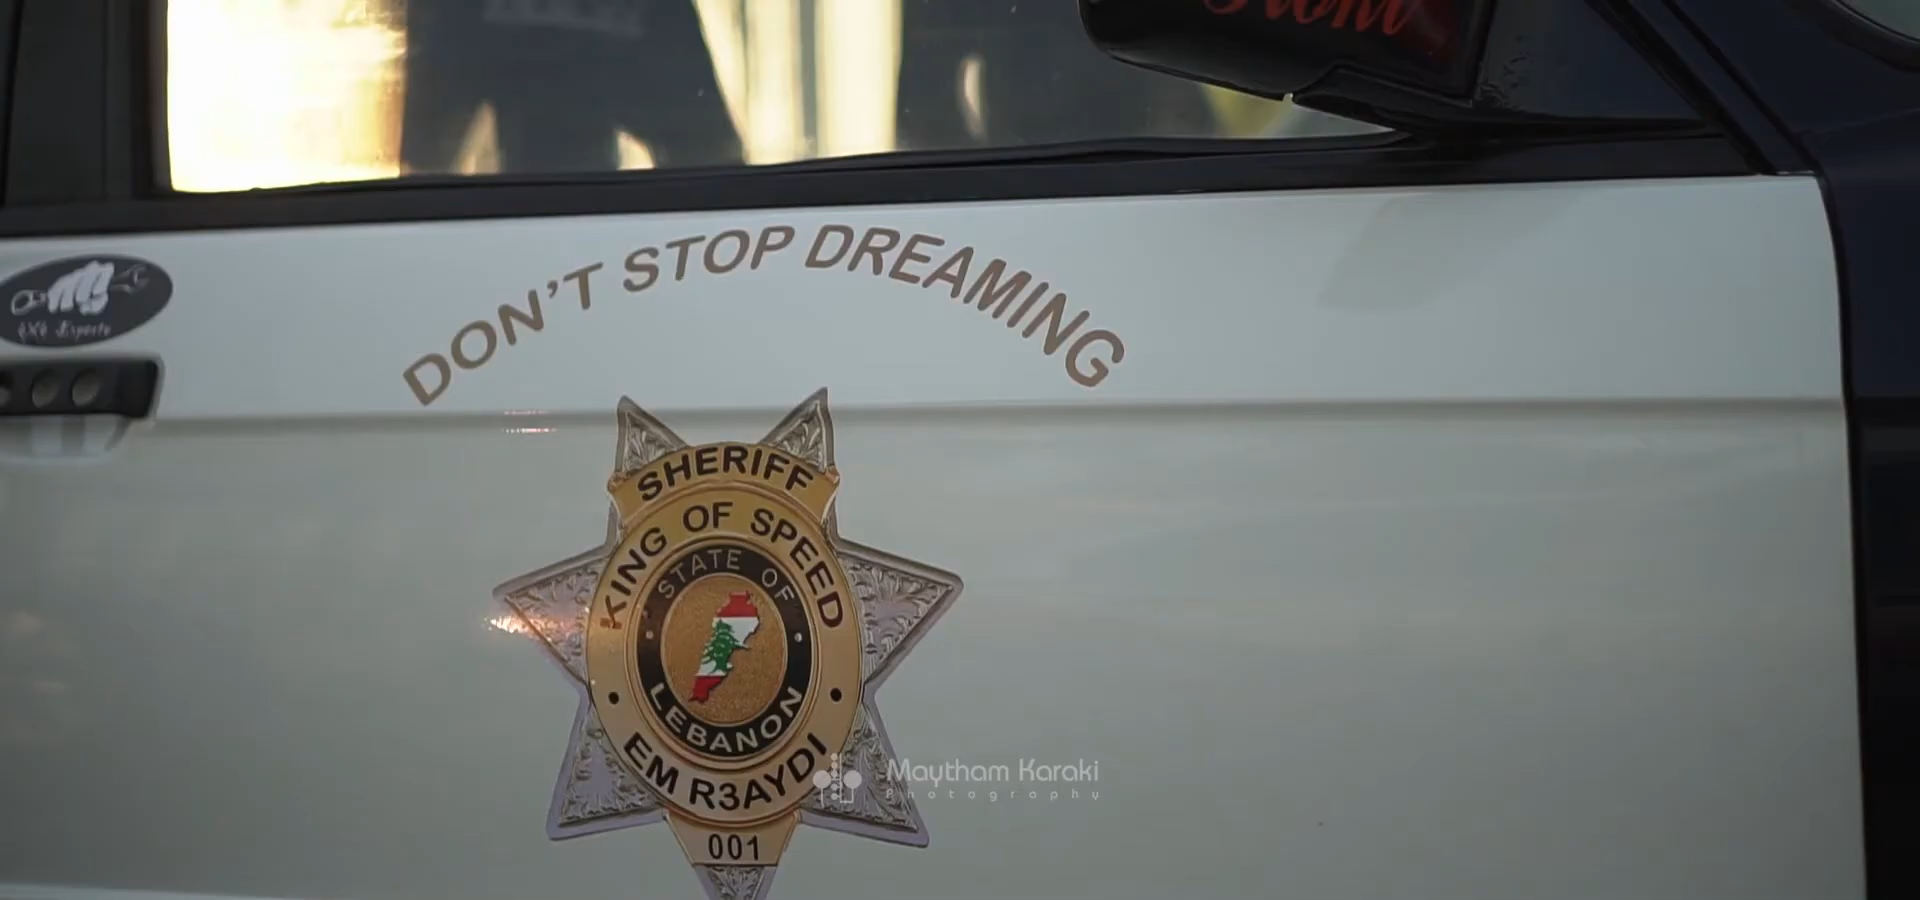 DON'T STOP DREAMING
SHERIFF
KING OF SPEED
STATE OF
LEBANON
EM R3AYDI
001
Maytham Karaki
Photography